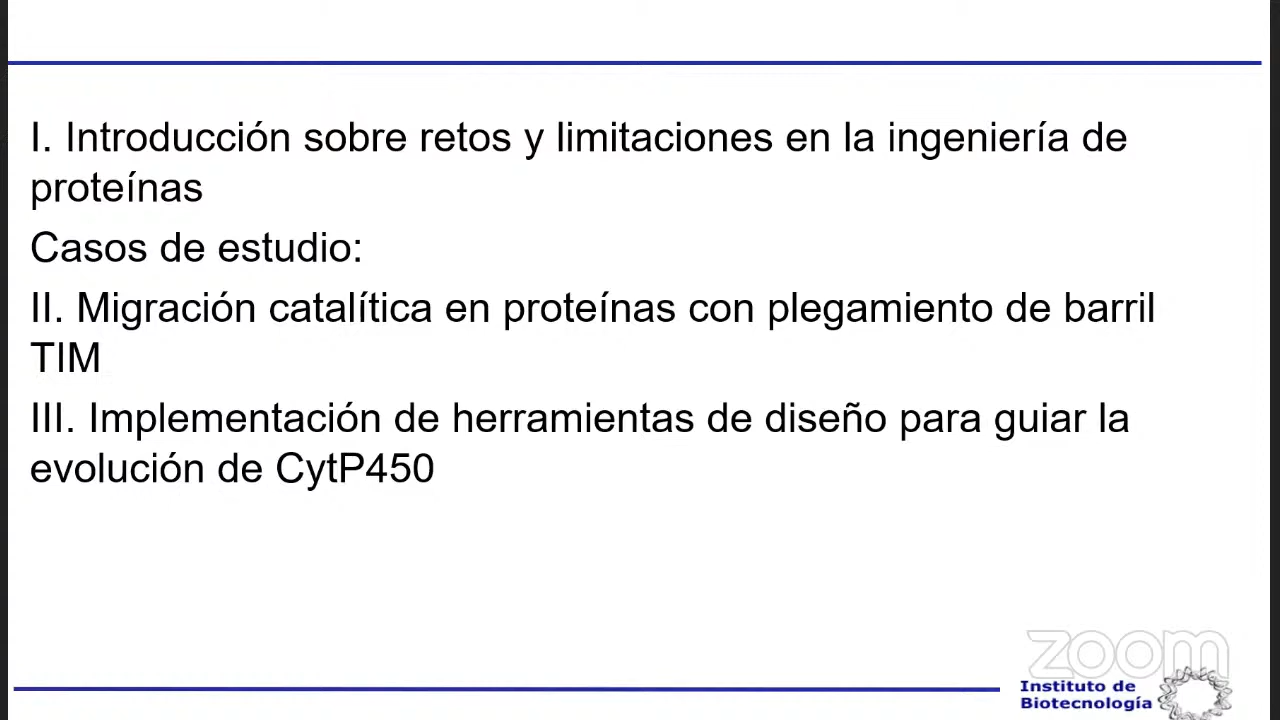 I. Introducción sobre retos y limitaciones en la ingeniería de
proteínas
Casos de estudio:
II. Migración catalítica en proteínas con plegamiento de barril
TIM
III. Implementación de herramientas de diseño para guiar la
evolución de CytP450
zoom
Instituto de
Biotecnología